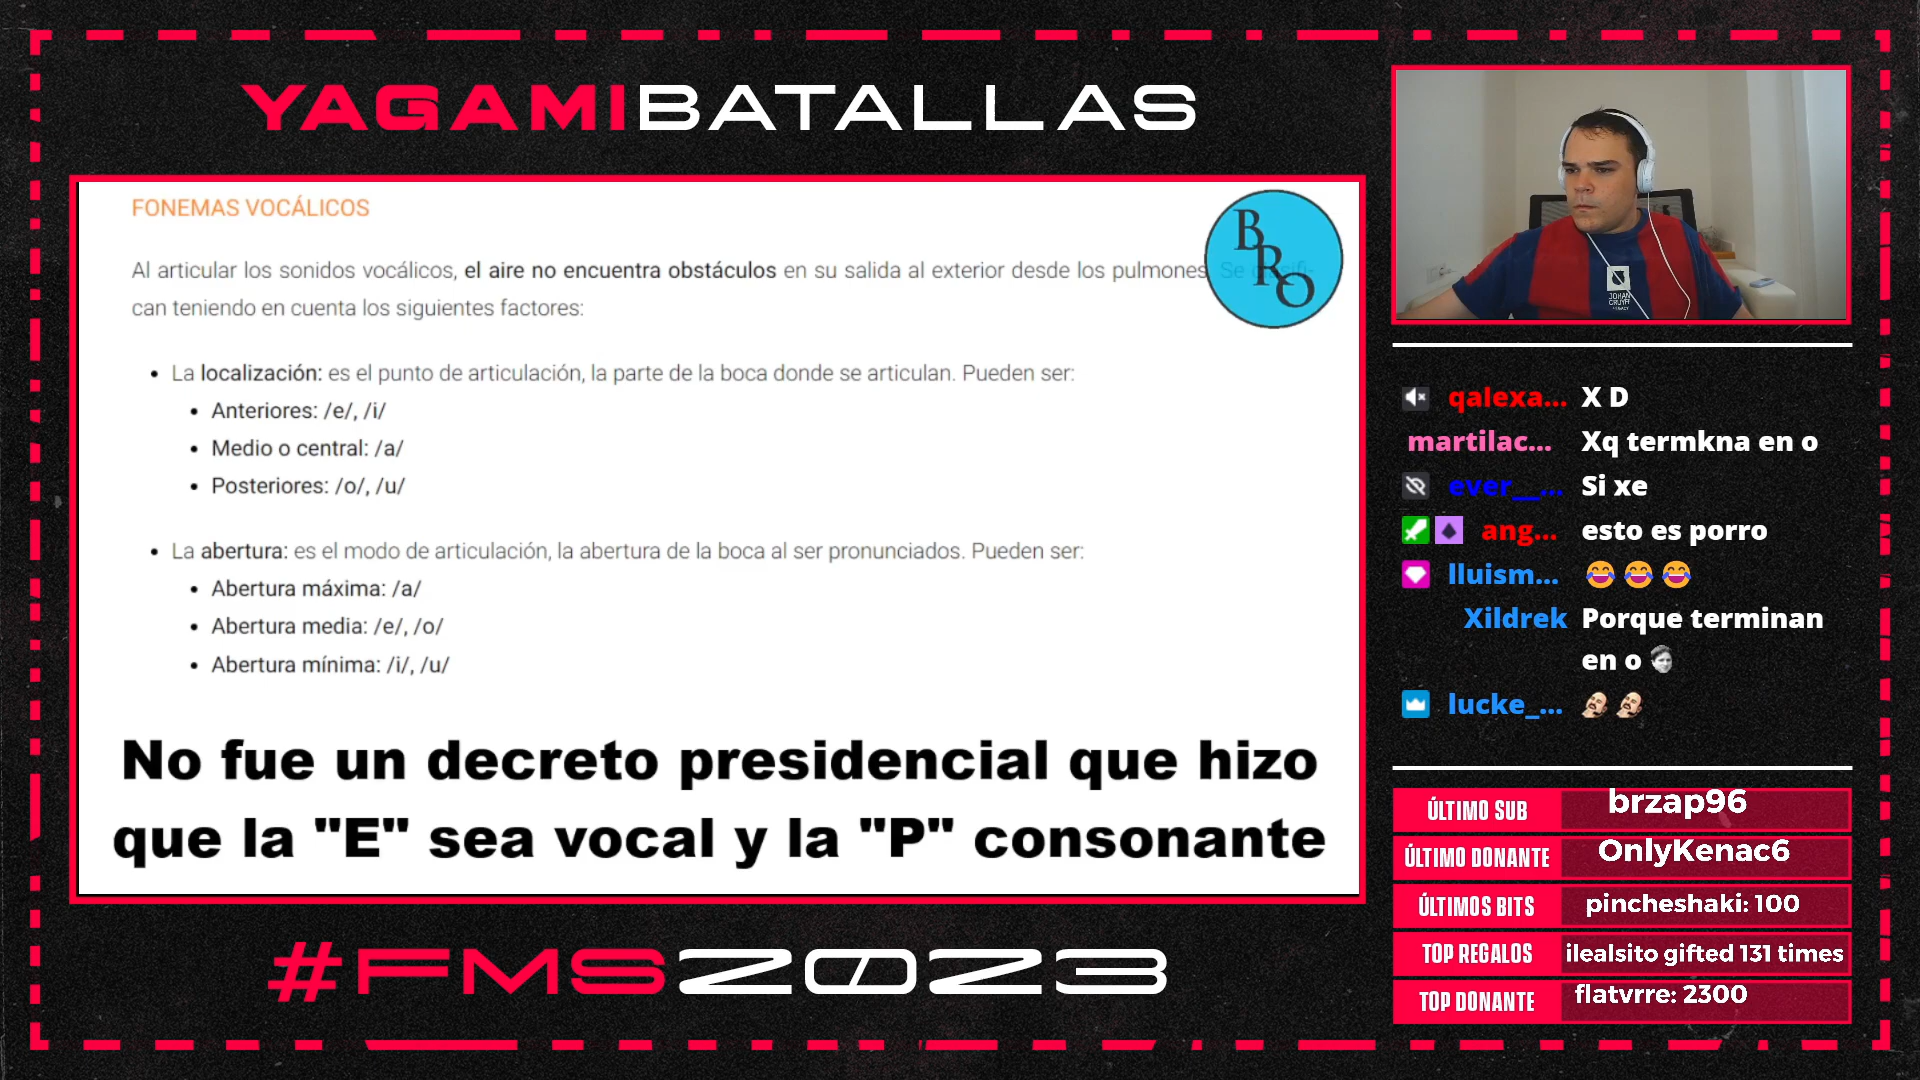 YAGAMIBATALLAS
FONEMAS VOCÁLICOS
BRO
Al articular los sonidos vocálicos, el aire no encuentra obstáculos en su salida al exterior desde los pulmones. Se clasifi-
can teniendo en cuenta los siguientes factores:
• La localización: es el punto de articulación, la parte de la boca donde se articulan. Pueden ser:
• Anteriores: /e/, /i/
• Medio o central: /a/
• Posteriores: /o/, /u/
• La abertura: es el modo de articulación, la abertura de la boca al ser pronunciados. Pueden ser:
• Abertura máxima: /a/
• Abertura media: /e/, /o/
• Abertura mínima: /i/, /u/
No fue un decreto presidencial que hizo
que la "E" sea vocal y la "P" consonante
#FMS2023
JOHAN
CRUYFF
qalexa... X D
martilac... Xq termkna en o
ever__... Si xe
ang... esto es porro
lluism... 😂 😂 😂
Xildrek Porque terminan
en o
lucke_...
ÚLTIMO SUB brzap96
ÚLTIMO DONANTE OnlyKenac6
ÚLTIMOS BITS pincheshaki: 100
TOP REGALOS ilealsito gifted 131 times
TOP DONANTE flatvrre: 2300